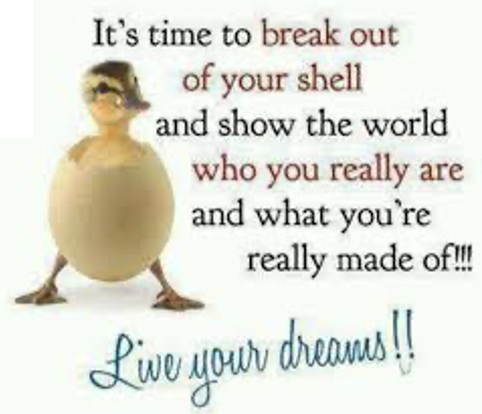 It's time to break out
of your shell
and show the world
who you really are
and what you're
really made of!!!
Live your dreams!!